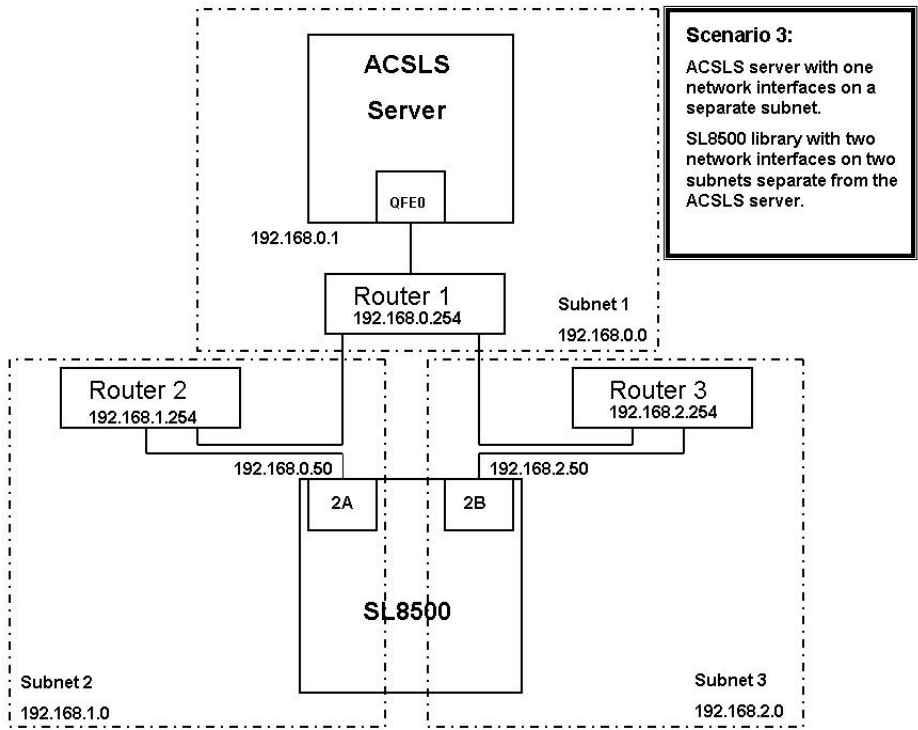 ACSLS
Server
QFE0
192.168.0.1
Router 1
192.168.0.254
Subnet 1
192.168.0.0
Scenario 3:
ACSLS server with one
network interfaces on a
separate subnet.
SL8500 library with two
network interfaces on two
subnets separate from the
ACSLS server.
Router 2
192.168.1.254
Router 3
192.168.2.254
192.168.0.50
192.168.2.50
2A
2B
SL8500
Subnet 2
192.168.1.0
Subnet 3
192.168.2.0